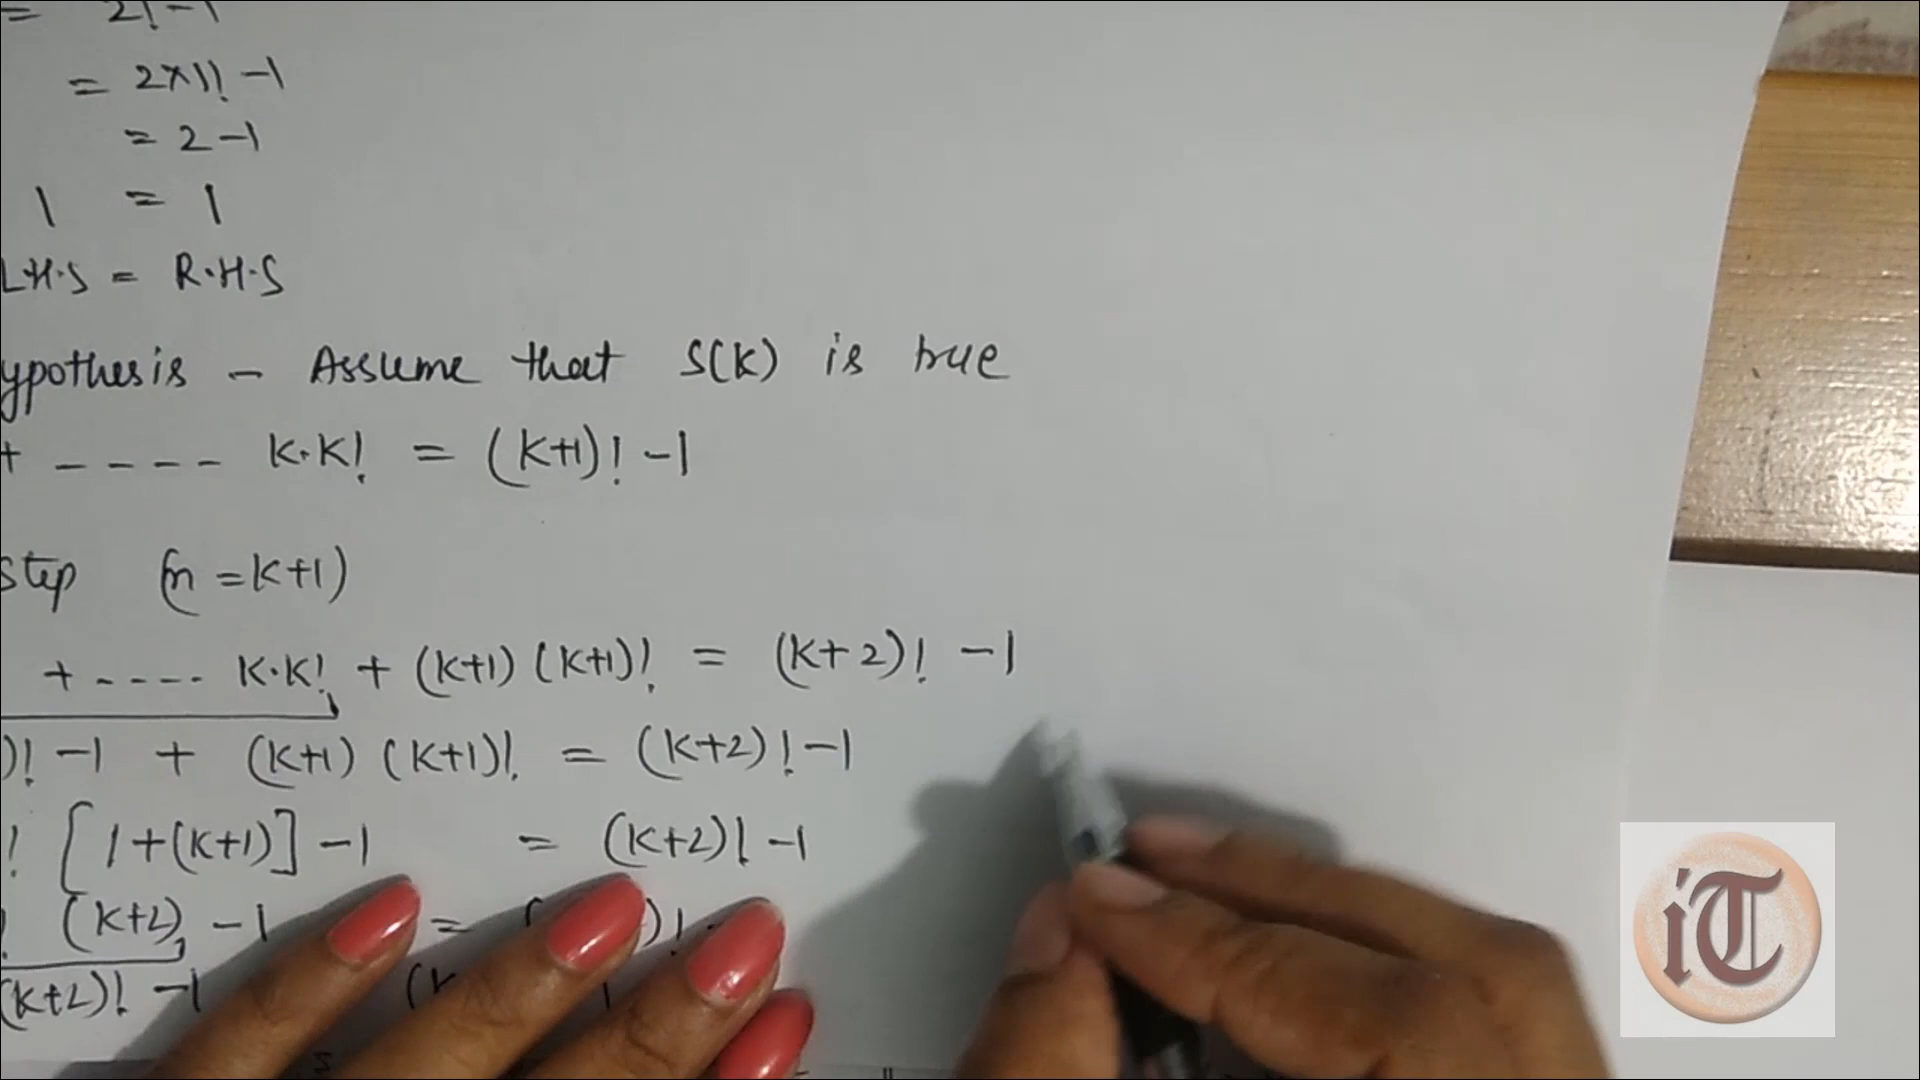 = 2! - 1
= 2×1! - 1
= 2 - 1
1 = 1
L.H.S = R.H.S
ypothesis - Assume that S(K) is true
+ ---- K.K! = (K+1)! - 1
step (n = K+1)
+ ---- K.K! + (K+1) (K+1)! = (K+2)! - 1
)! - 1 + (K+1) (K+1)! = (K+2)! - 1
! [1+(K+1)] - 1 = (K+2)! - 1
! (K+2) - 1 = ( )!
(K+2)! - 1 (K
iT